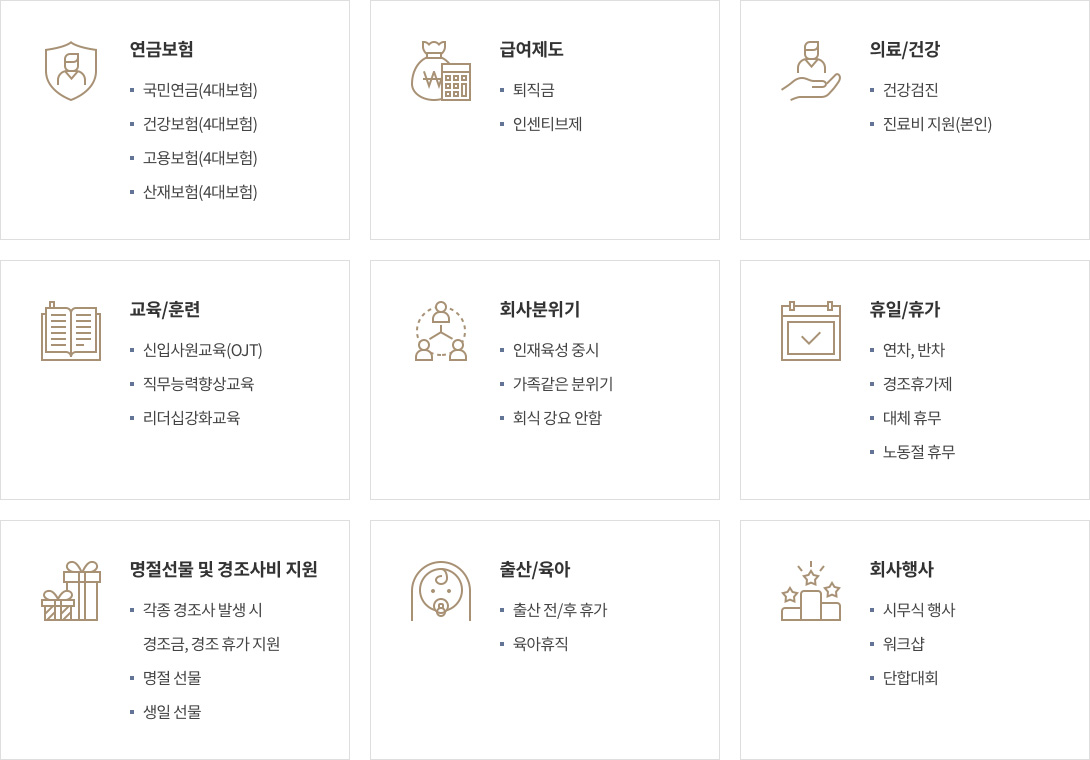 연금보험
국민연금(4대보험)
건강보험(4대보험)
고용보험(4대보험)
산재보험(4대보험)
급여제도
퇴직금
인센티브제
의료/건강
건강검진
진료비 지원(본인)
교육/훈련
신입사원교육(OJT)
직무능력향상교육
리더십강화교육
회사분위기
인재육성 중시
가족같은 분위기
회식 강요 안함
휴일/휴가
연차, 반차
경조휴가제
대체 휴무
노동절 휴무
명절선물 및 경조사비 지원
각종 경조사 발생 시
경조금, 경조 휴가 지원
명절 선물
생일 선물
출산/육아
출산 전/후 휴가
육아휴직
회사행사
시무식 행사
워크샵
단합대회